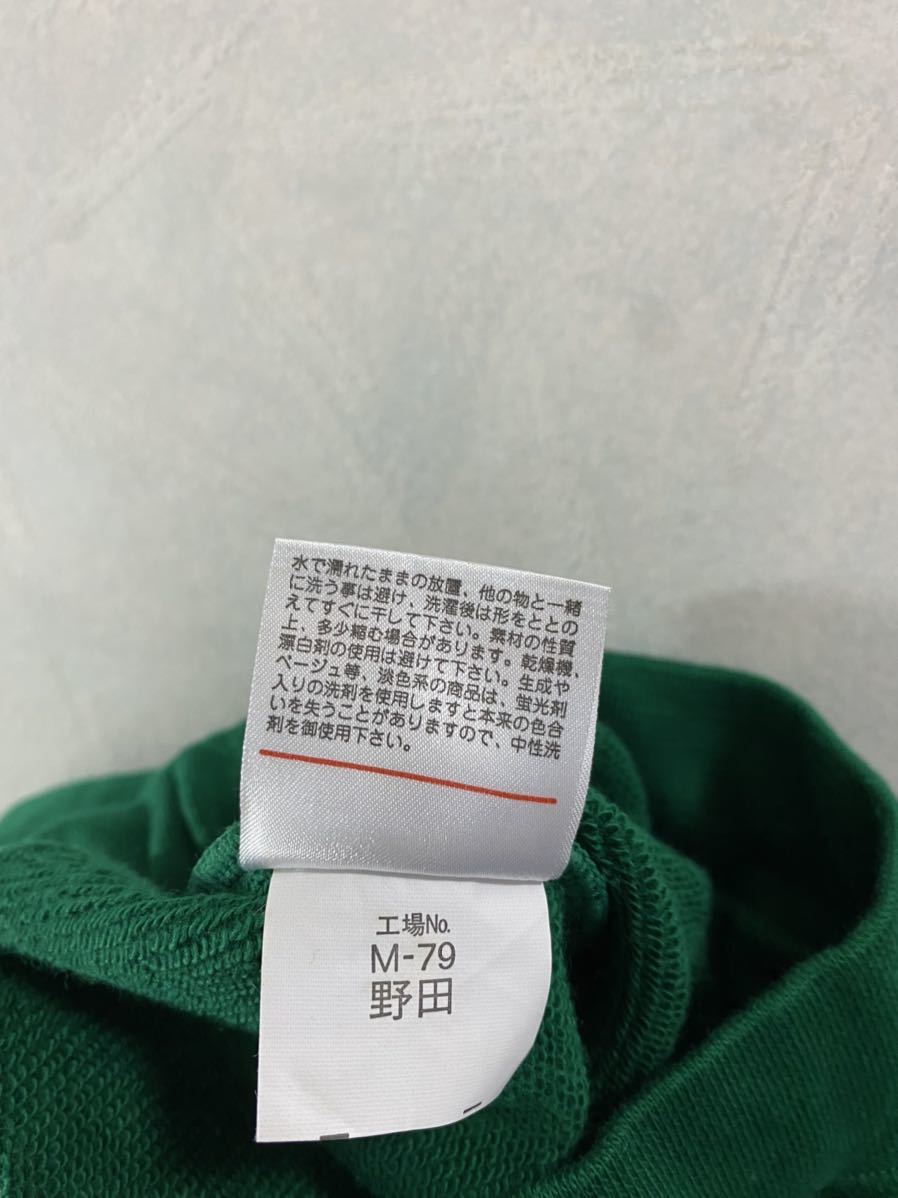 水で濡れたままの放置、他の物と一緒
に洗う事は避け、洗濯後は形をととの
えてすぐに干して下さい。素材の性質
上、多少縮む場合があります。乾燥機、
漂白剤の使用は避けて下さい。生成や
ベージュ等、淡色系の商品は、蛍光剤
入りの洗剤を使用しますと本来の色合
いを失うことがありますので、中性洗
剤を御使用下さい。
工場No.
M-79
野田